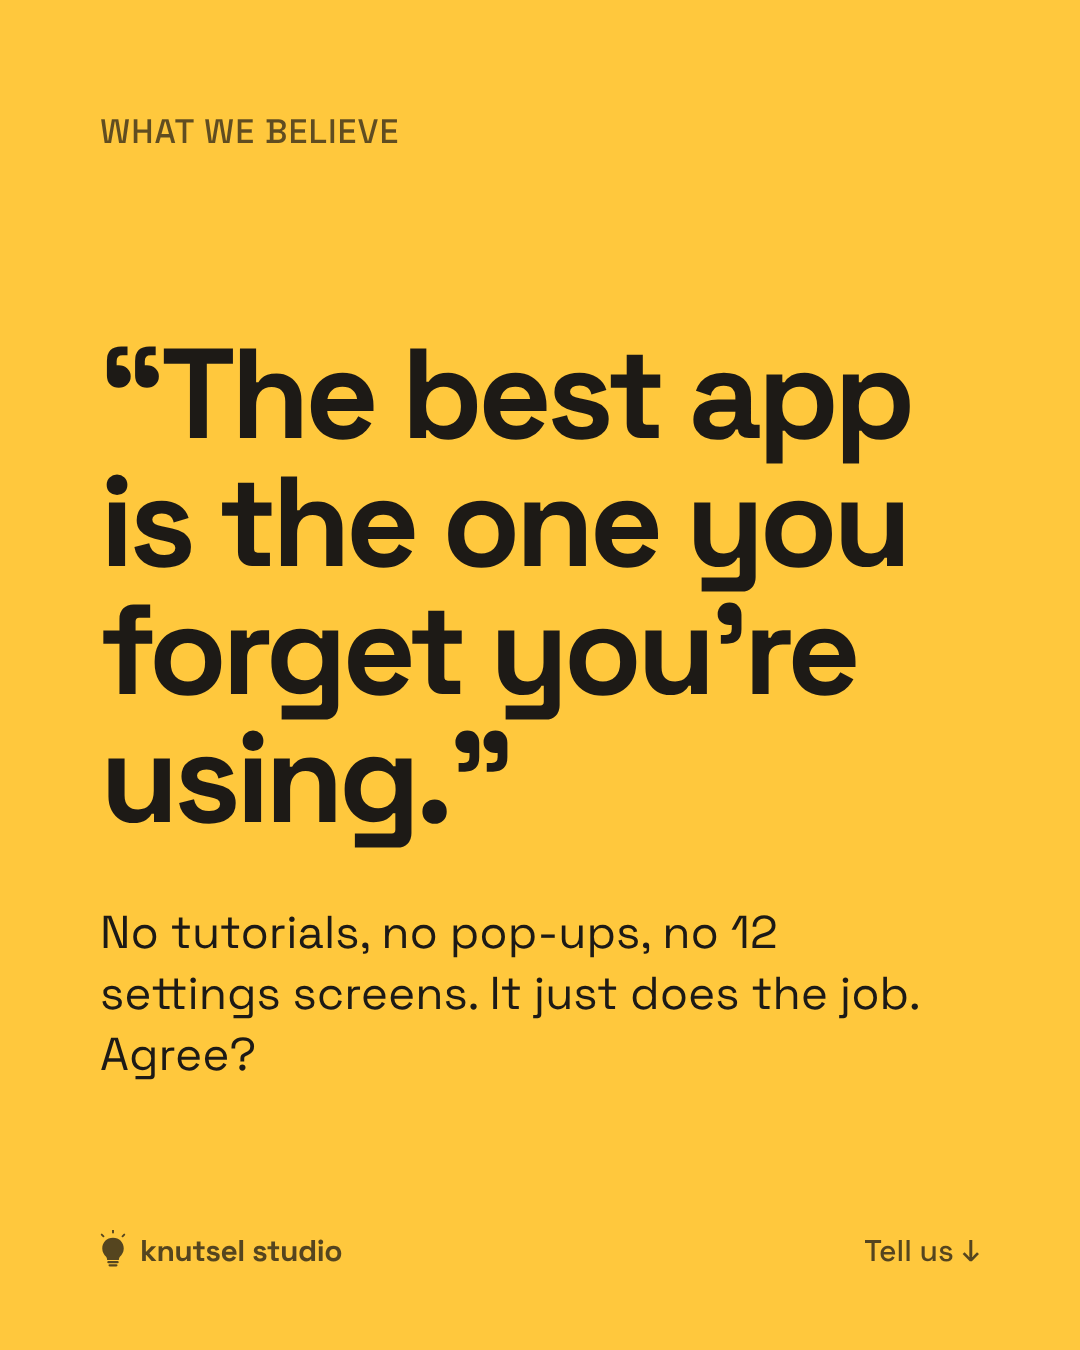 WHAT WE BELIEVE
“The best app
is the one you
forget you’re
using.”
No tutorials, no pop-ups, no 12
settings screens. It just does the job.
Agree?
knutsel studio
Tell us ↓